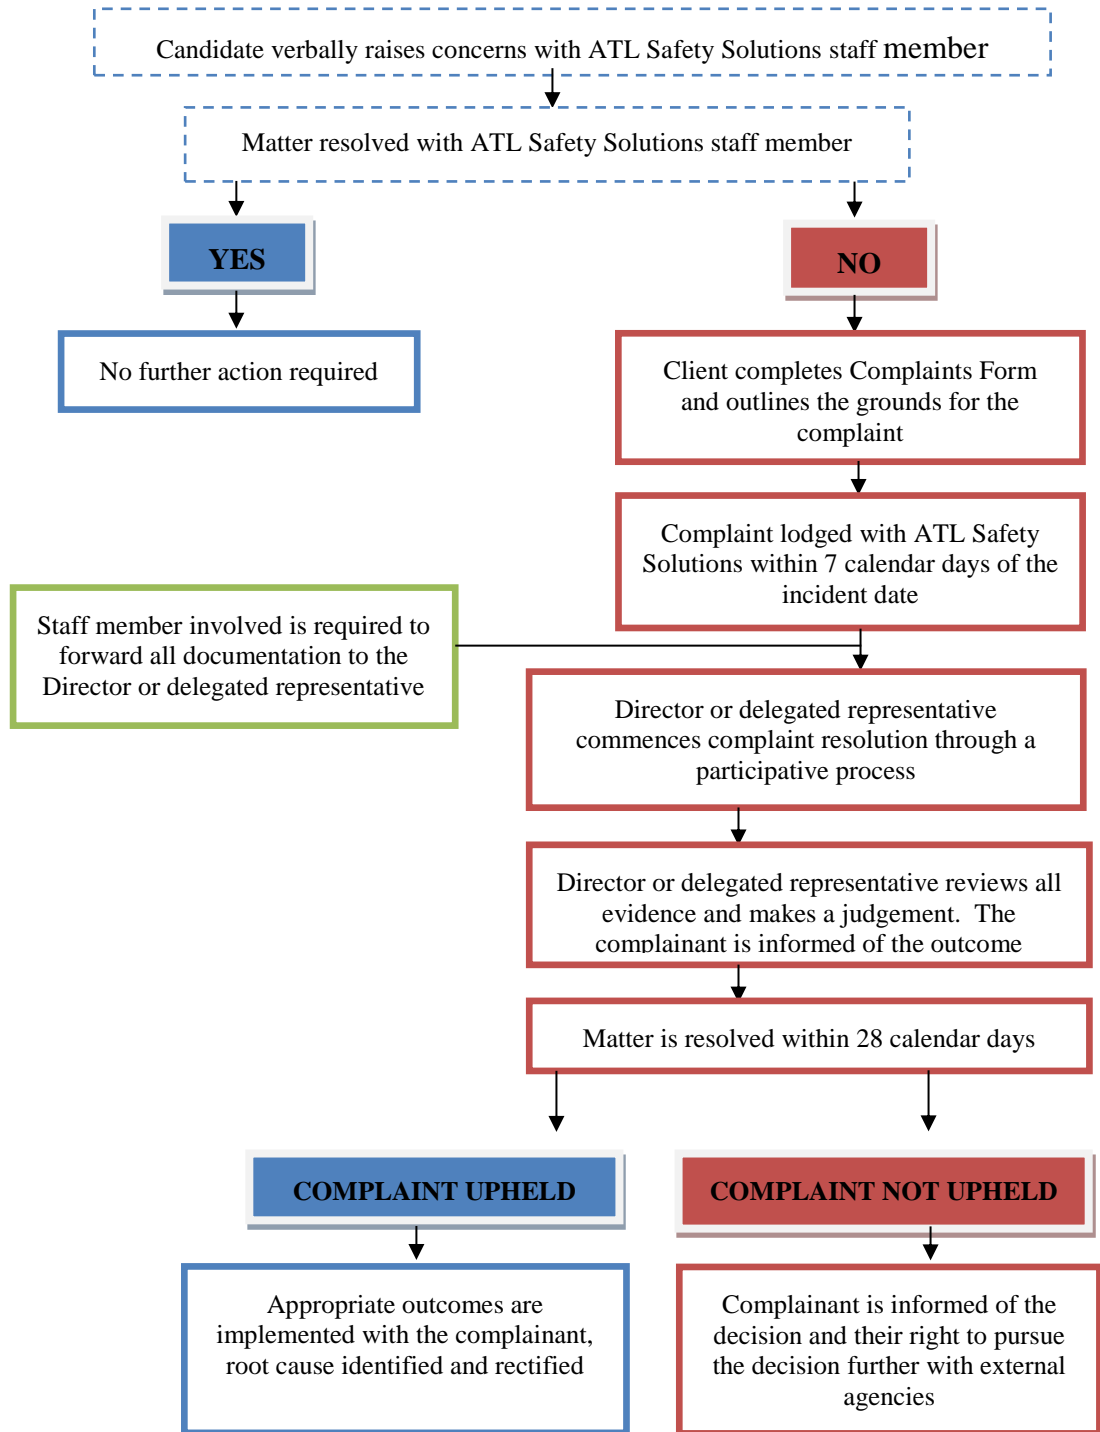 Candidate verbally raises concerns with ATL Safety Solutions staff member
Matter resolved with ATL Safety Solutions staff member
YES
NO
No further action required
Client completes Complaints Form
and outlines the grounds for the
complaint
Complaint lodged with ATL Safety
Solutions within 7 calendar days of the
incident date
Staff member involved is required to
forward all documentation to the
Director or delegated representative
Director or delegated representative
commences complaint resolution through a
participative process
Director or delegated representative reviews all
evidence and makes a judgement.  The
complainant is informed of the outcome
Matter is resolved within 28 calendar days
COMPLAINT UPHELD
COMPLAINT NOT UPHELD
Appropriate outcomes are
implemented with the complainant,
root cause identified and rectified
Complainant is informed of the
decision and their right to pursue
the decision further with external
agencies